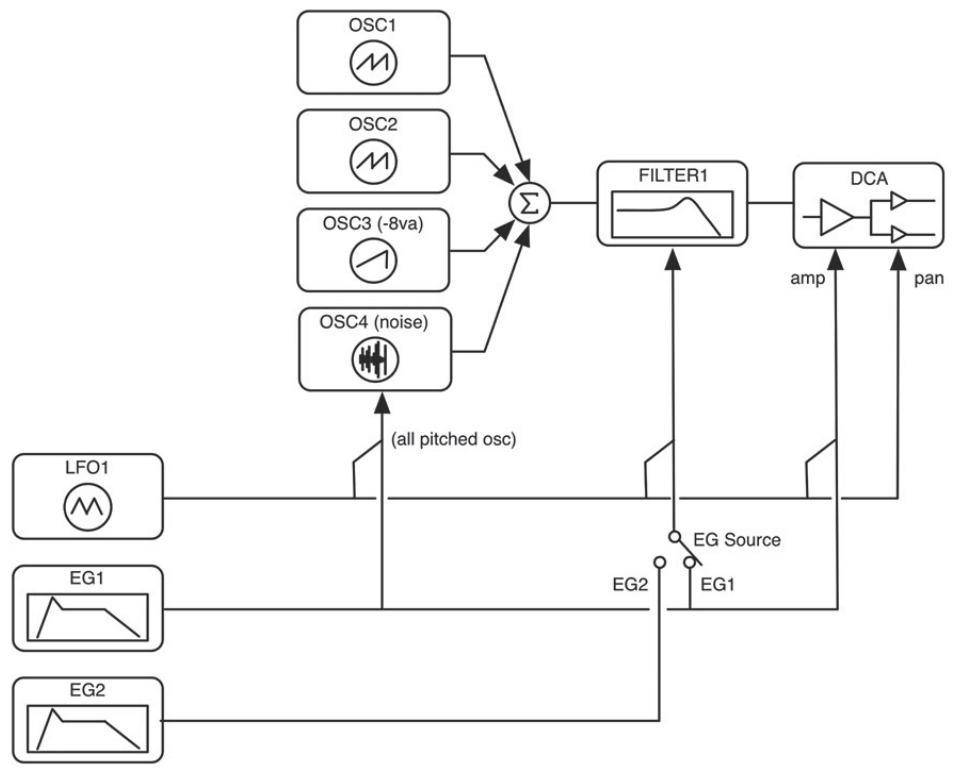 OSC1
OSC2
OSC3 (-8va)
OSC4 (noise)
Σ
FILTER1
DCA
amp
pan
(all pitched osc)
LFO1
EG Source
EG2
EG1
EG1
EG2